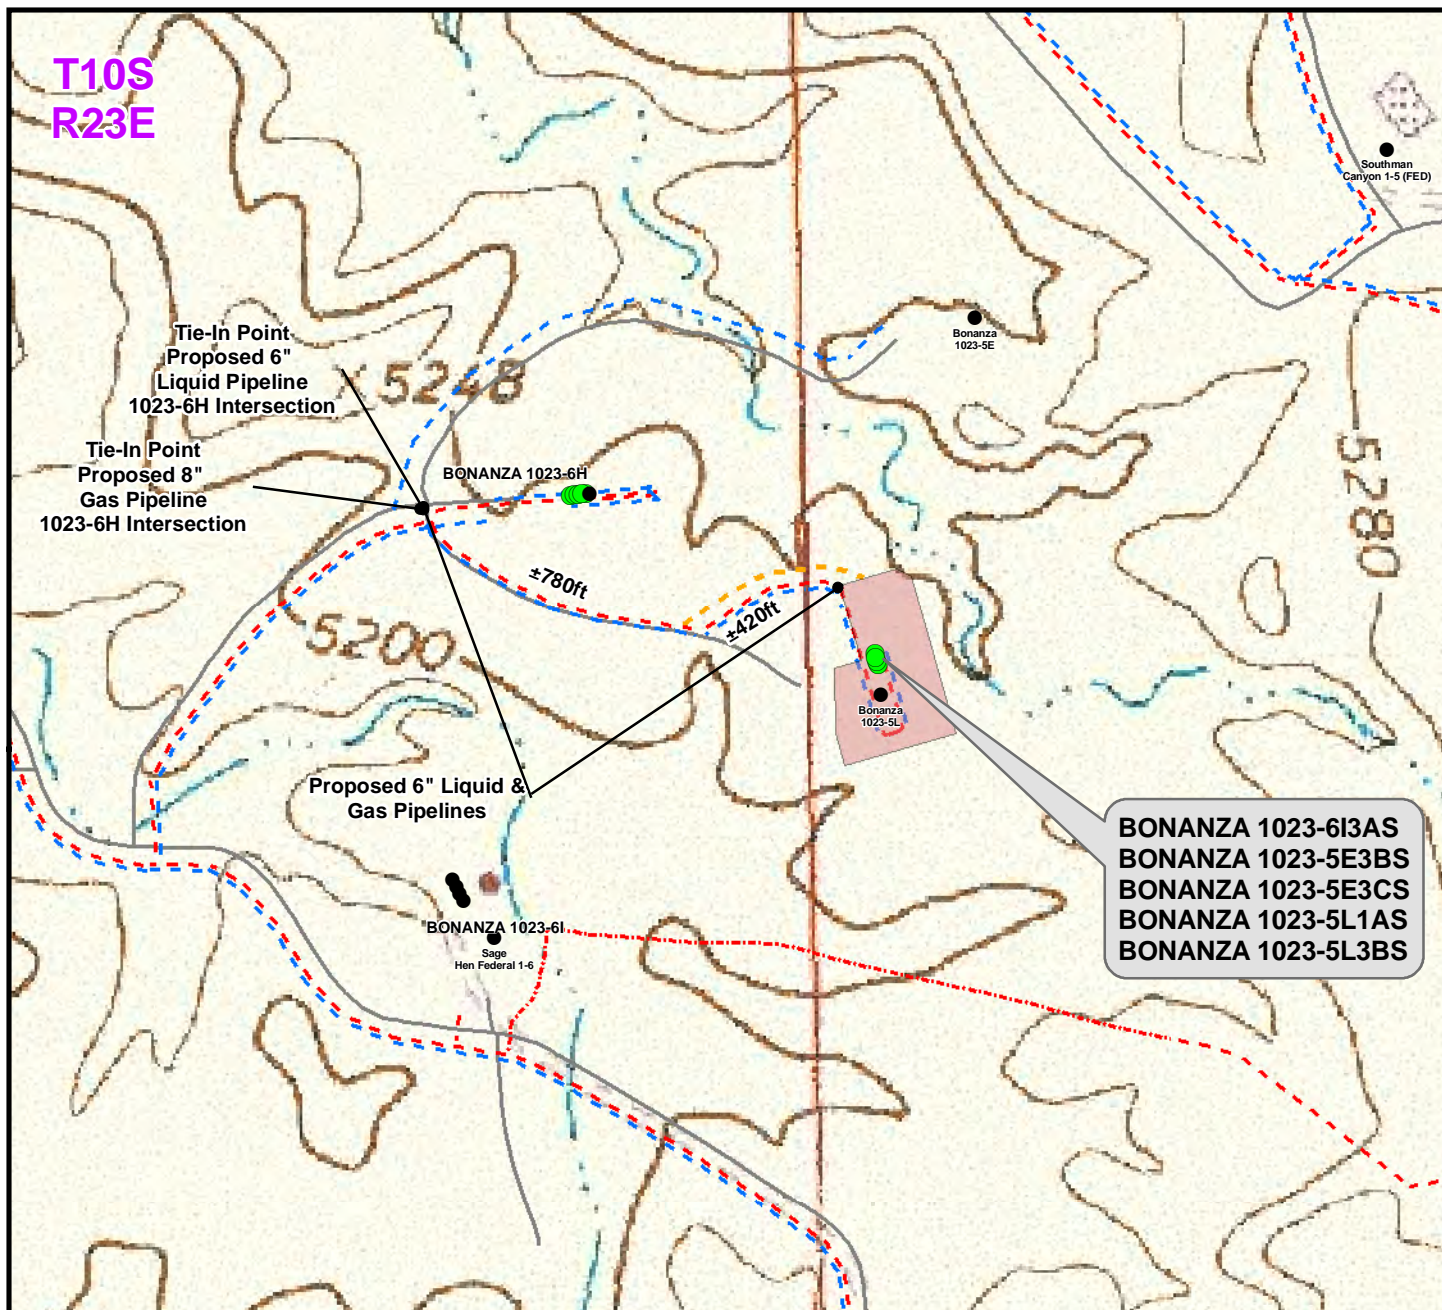 T10S
R23E
Southman
Canyon 1-5 (FED)
Bonanza
1023-5E
Tie-In Point
Proposed 6"
Liquid Pipeline
1023-6H Intersection
X 5248
Tie-In Point
Proposed 8"
Gas Pipeline
1023-6H Intersection
BONANZA 1023-6H
5280
±780ft
±420ft
5200
Bonanza
1023-5L
Proposed 6" Liquid &
Gas Pipelines
BONANZA 1023-6I3AS
BONANZA 1023-5E3BS
BONANZA 1023-5E3CS
BONANZA 1023-5L1AS
BONANZA 1023-5L3BS
BONANZA 1023-6I
Sage
Hen Federal 1-6